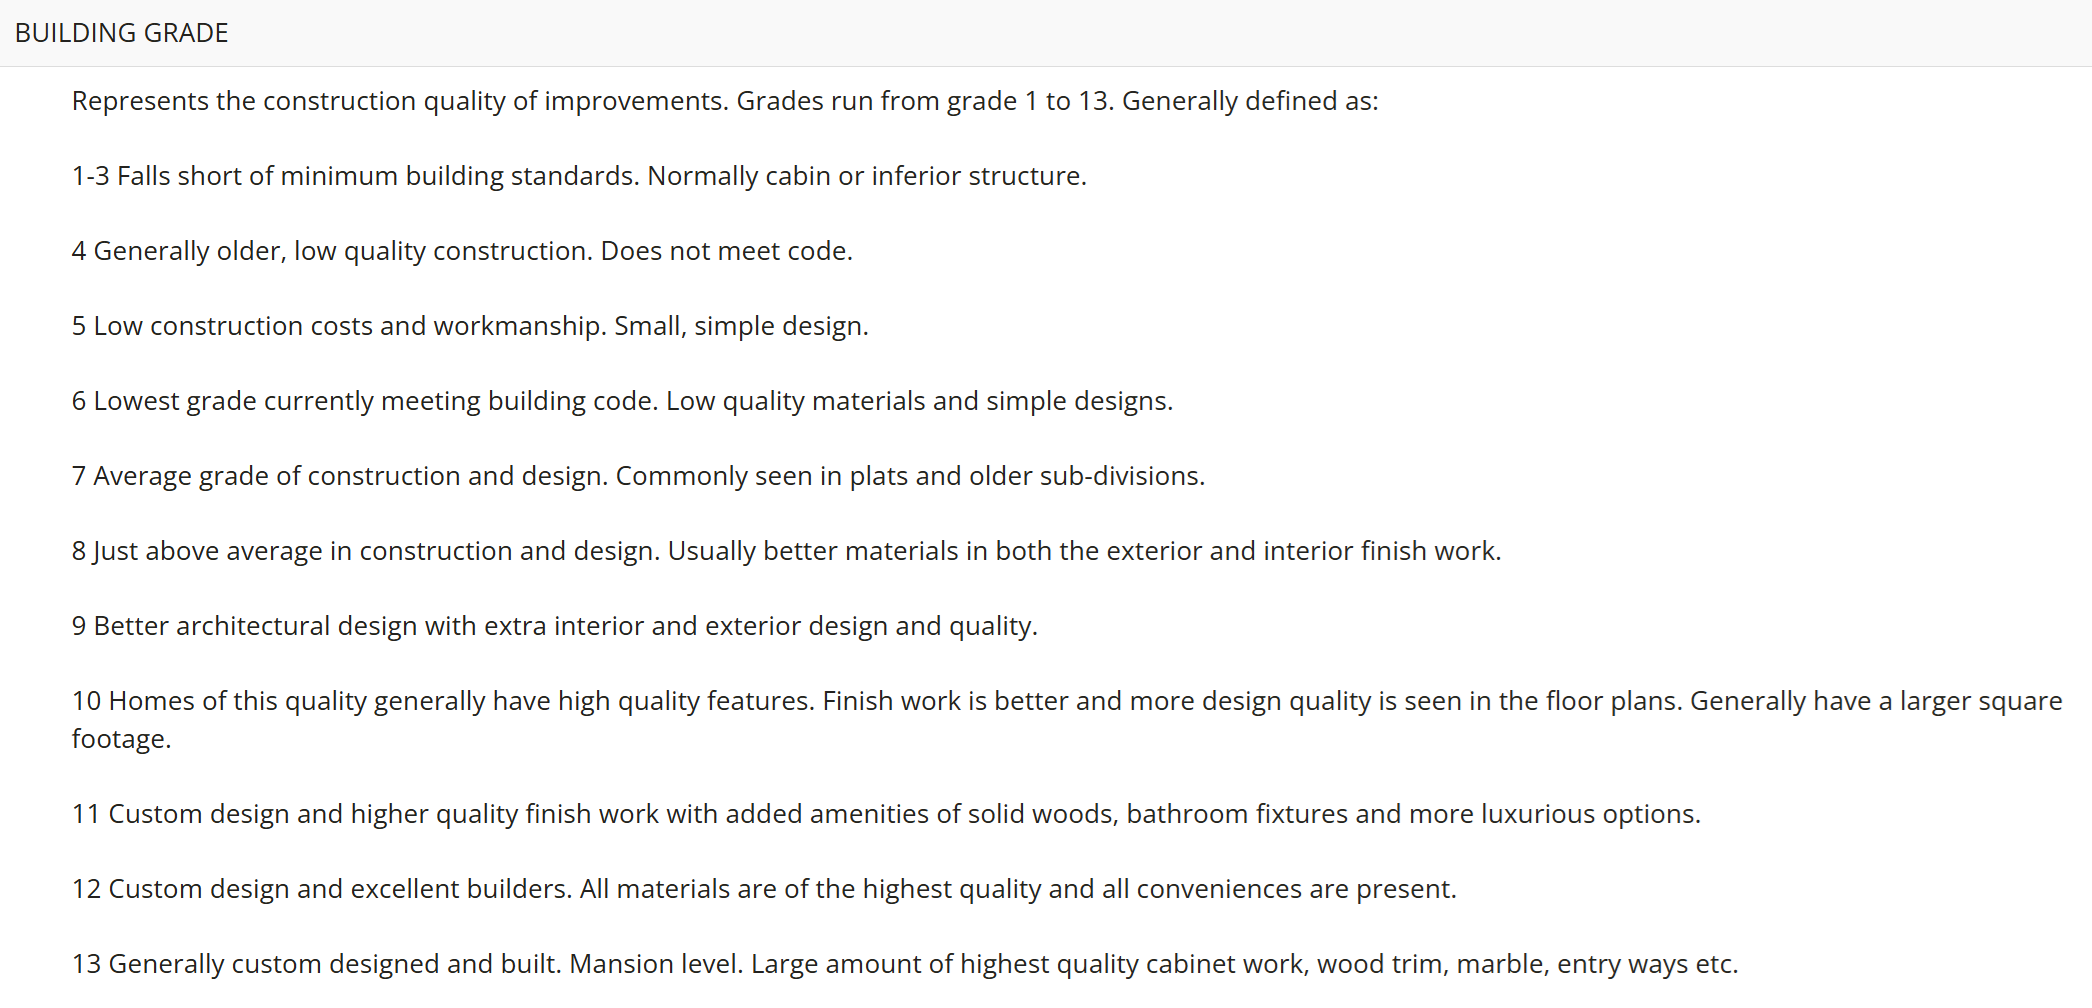 BUILDING GRADE
Represents the construction quality of improvements. Grades run from grade 1 to 13. Generally defined as:
1-3 Falls short of minimum building standards. Normally cabin or inferior structure.
4 Generally older, low quality construction. Does not meet code.
5 Low construction costs and workmanship. Small, simple design.
6 Lowest grade currently meeting building code. Low quality materials and simple designs.
7 Average grade of construction and design. Commonly seen in plats and older sub-divisions.
8 Just above average in construction and design. Usually better materials in both the exterior and interior finish work.
9 Better architectural design with extra interior and exterior design and quality.
10 Homes of this quality generally have high quality features. Finish work is better and more design quality is seen in the floor plans. Generally have a larger square
footage.
11 Custom design and higher quality finish work with added amenities of solid woods, bathroom fixtures and more luxurious options.
12 Custom design and excellent builders. All materials are of the highest quality and all conveniences are present.
13 Generally custom designed and built. Mansion level. Large amount of highest quality cabinet work, wood trim, marble, entry ways etc.